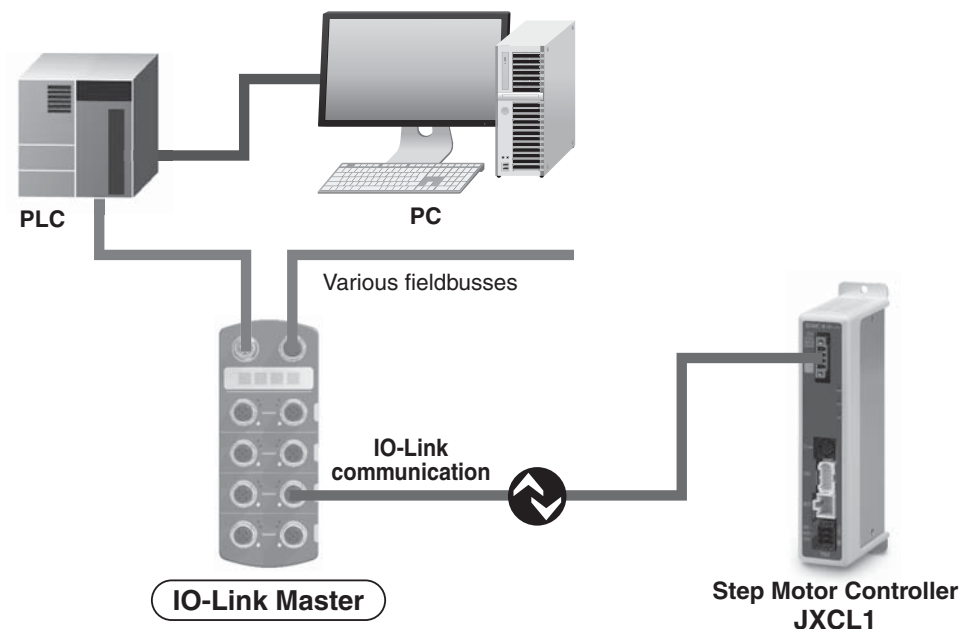 PLC
PC
Various fieldbusses
IO-Link
communication
IO-Link Master
Step Motor Controller
JXCL1